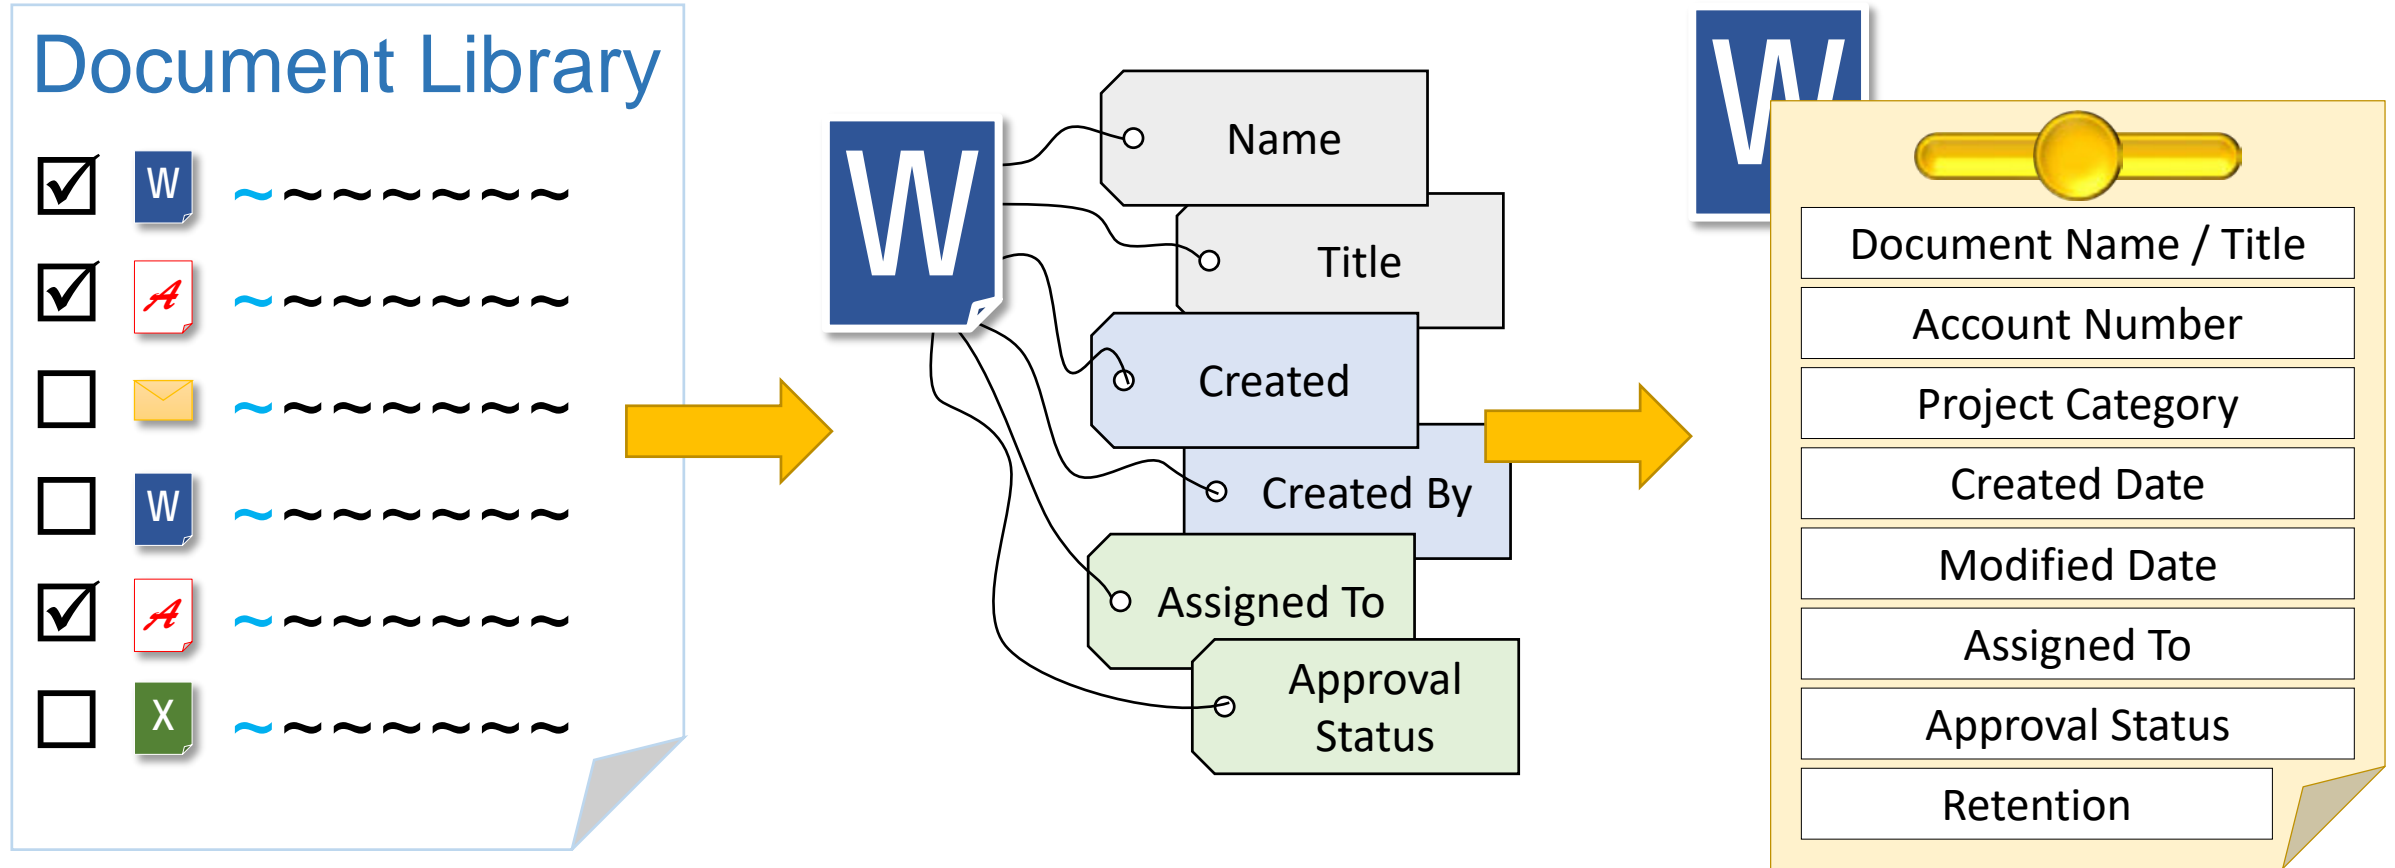 Document Library
W
A
W
A
X
W
Name
Title
Created
Created By
Assigned To
Approval
Status
W
Document Name / Title
Account Number
Project Category
Created Date
Modified Date
Assigned To
Approval Status
Retention